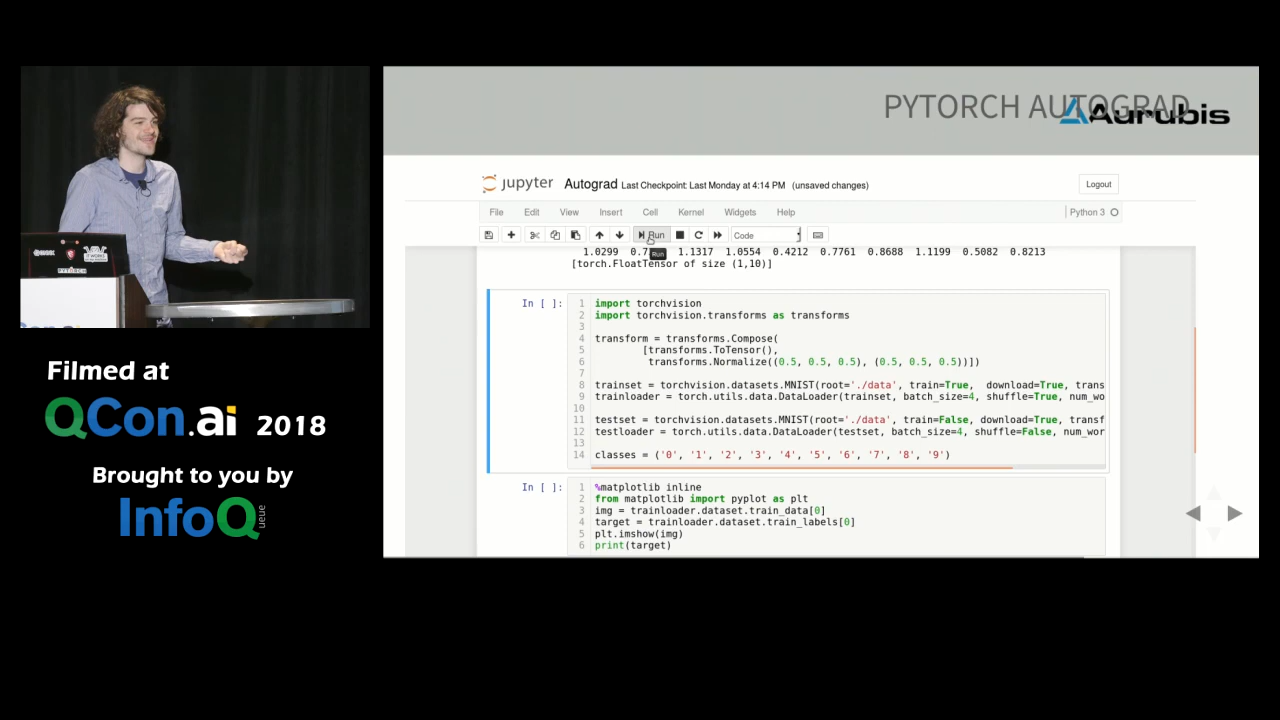 PYTORCH AUTOGRAD
Aurubis
jupyter Autograd Last Checkpoint: Last Monday at 4:14 PM (unsaved changes)
Logout
File Edit View Insert Cell Kernel Widgets Help
Python 3
Run Code
Run
1.0299 1.1317 1.0554 0.4212 0.7761 0.8688 1.1199 0.5082 0.8213
[torch.FloatTensor of size (1,10)]
In [ ]:
1 import torchvision
2 import torchvision.transforms as transforms
3
4 transform = transforms.Compose(
5 [transforms.ToTensor(),
6 transforms.Normalize((0.5, 0.5, 0.5), (0.5, 0.5, 0.5))])
7
8 trainset = torchvision.datasets.MNIST(root='./data', train=True, download=True, trans
9 trainloader = torch.utils.data.DataLoader(trainset, batch_size=4, shuffle=True, num_wo
10
11 testset = torchvision.datasets.MNIST(root='./data', train=False, download=True, transf
12 testloader = torch.utils.data.DataLoader(testset, batch_size=4, shuffle=False, num_wor
13
14 classes = ('0', '1', '2', '3', '4', '5', '6', '7', '8', '9')
In [ ]:
1 %matplotlib inline
2 from matplotlib import pyplot as plt
3 img = trainloader.dataset.train_data[0]
4 target = trainloader.dataset.train_labels[0]
5 plt.imshow(img)
6 print(target)
PYTORCH
Con.ai
Filmed at
QCon.ai 2018
Brought to you by
InfoQ
ueue